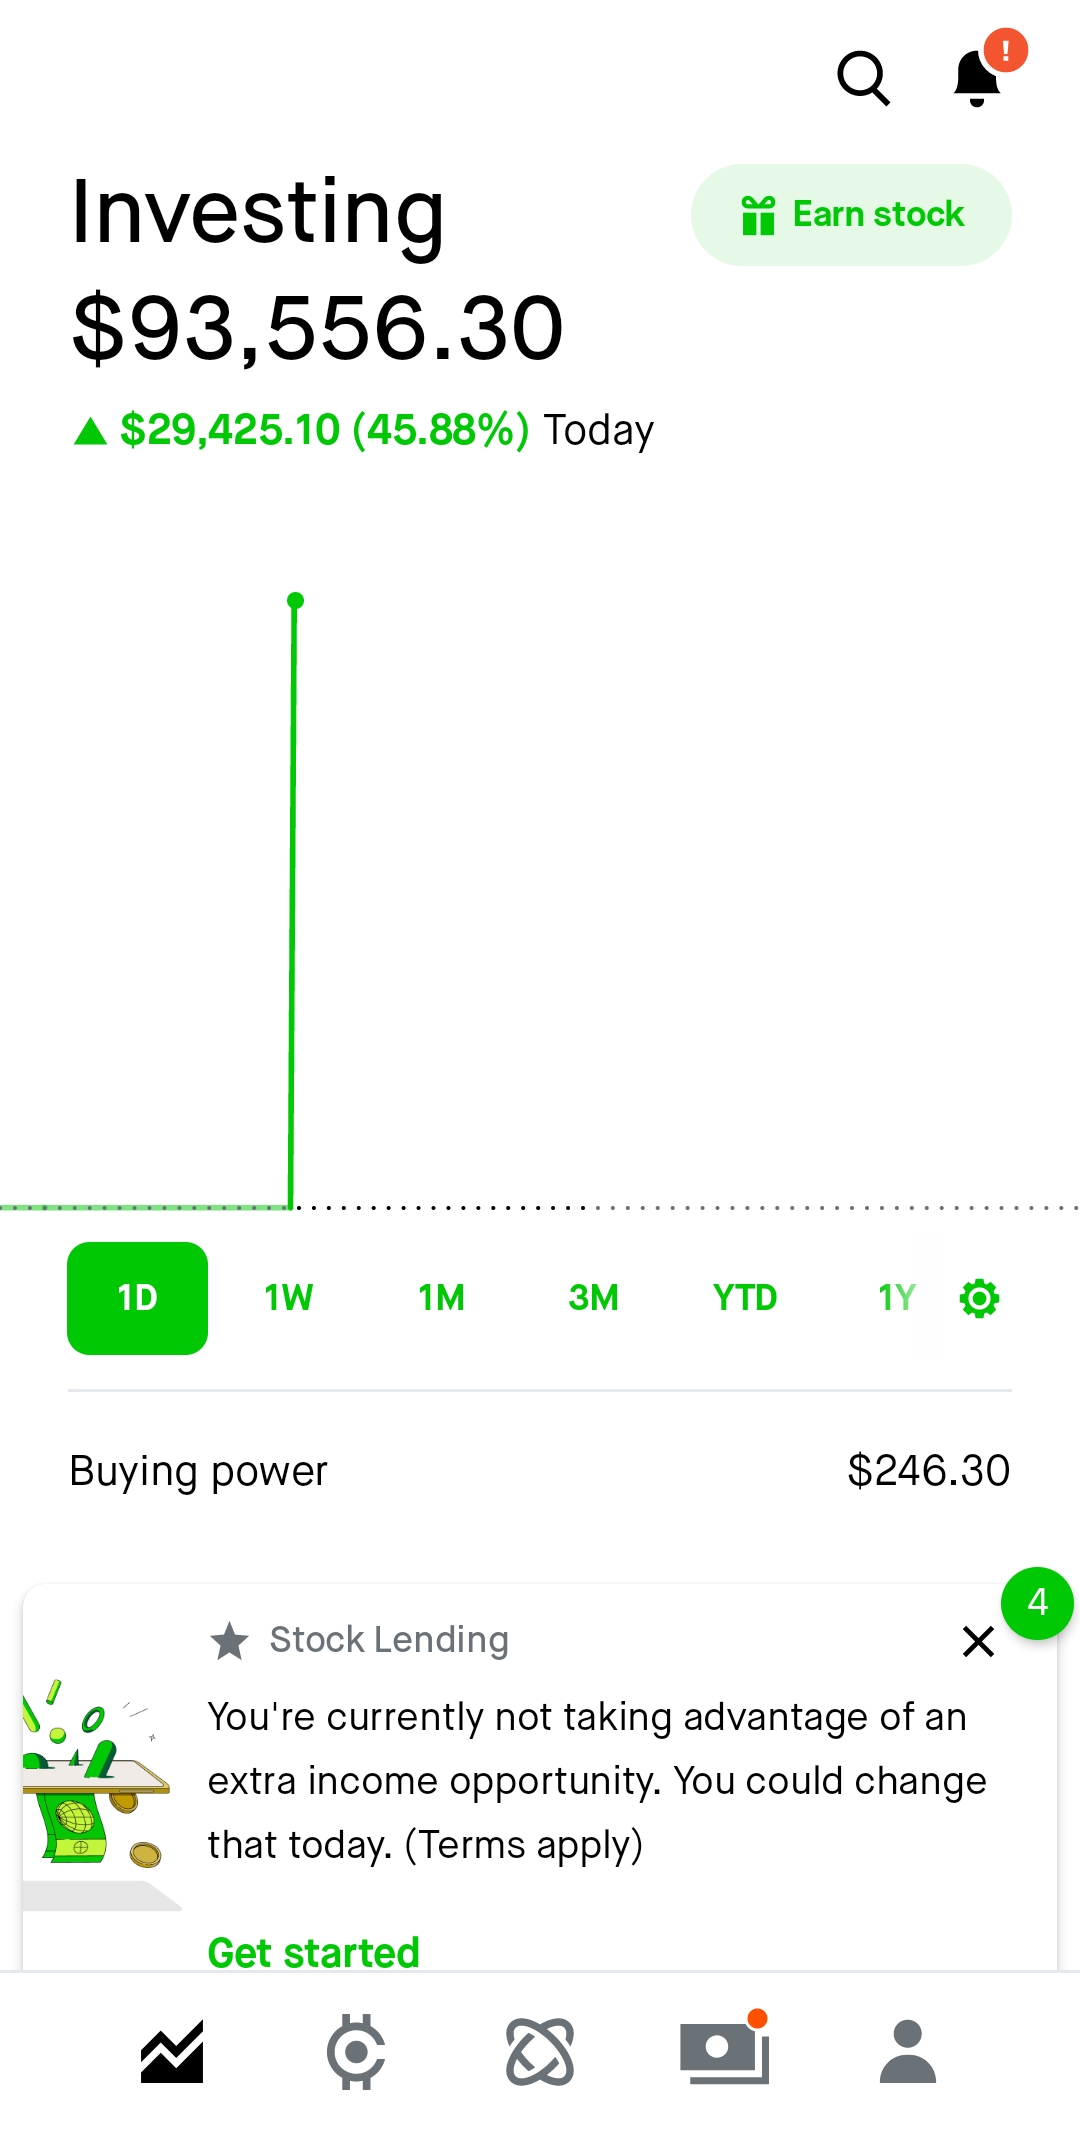 !
Investing
Earn stock
$93,556.30
▲ $29,425.10 (45.88%) Today
1D 1W 1M 3M YTD 1Y
Buying power $246.30
4
Stock Lending
You're currently not taking advantage of an
extra income opportunity. You could change
that today. (Terms apply)
Get started